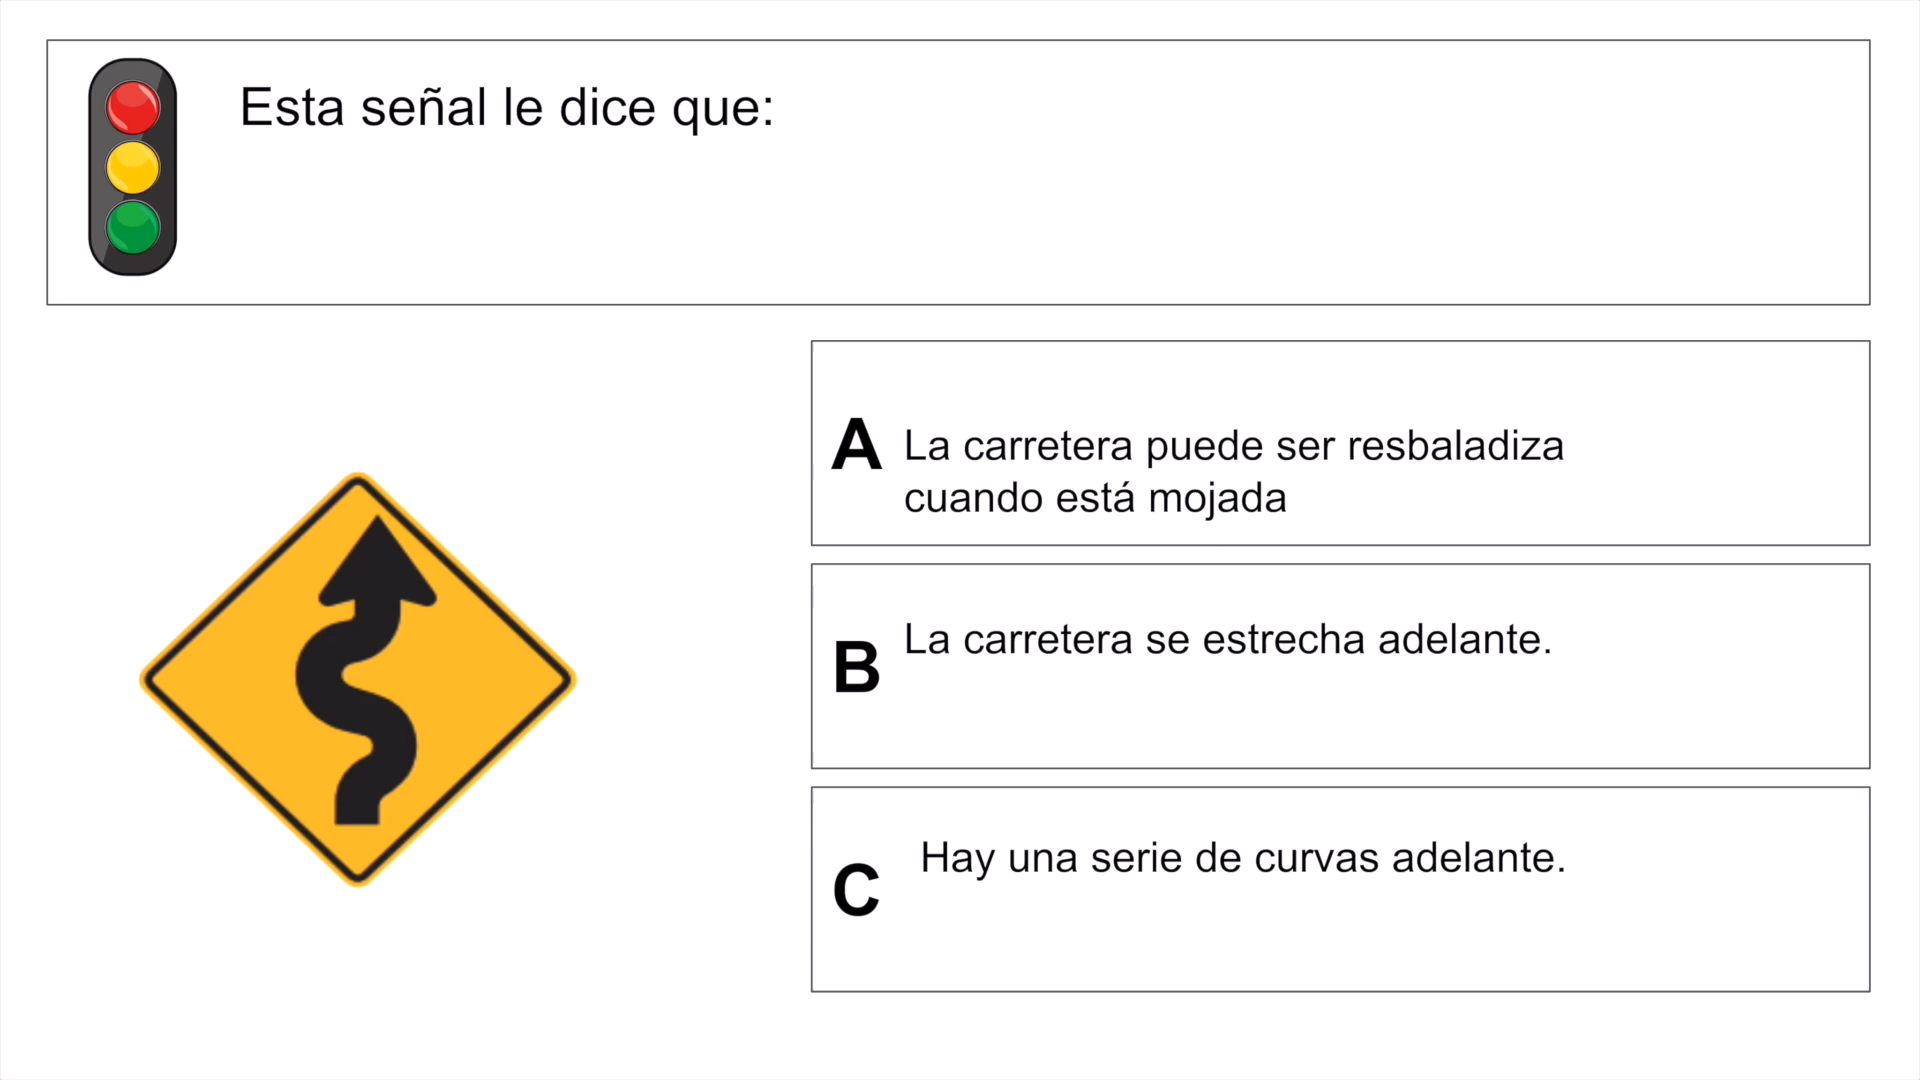 Esta señal le dice que:
A
La carretera puede ser resbaladiza
cuando está mojada
B
La carretera se estrecha adelante.
C
Hay una serie de curvas adelante.